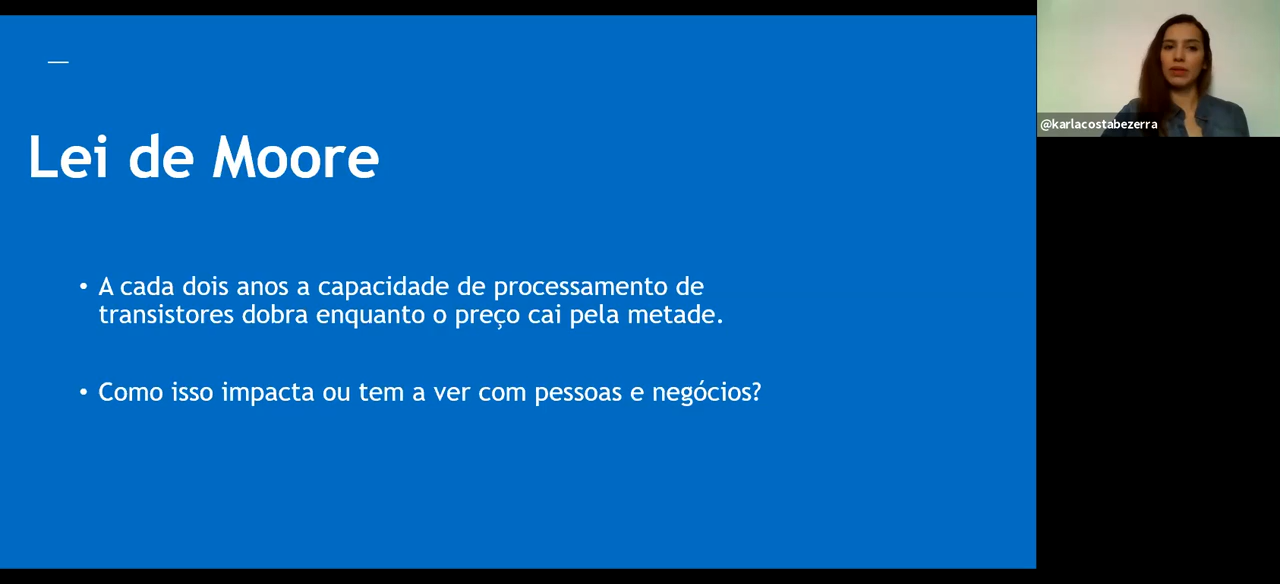 Lei de Moore
• A cada dois anos a capacidade de processamento de
transistores dobra enquanto o preço cai pela metade.
• Como isso impacta ou tem a ver com pessoas e negócios?
@karlacostabezerra